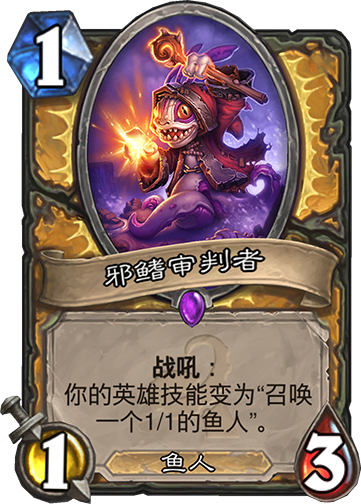 1
邪鳍审判者
战吼：
你的英雄技能变为“召唤
一个1/1的鱼人”。
1
鱼人
3